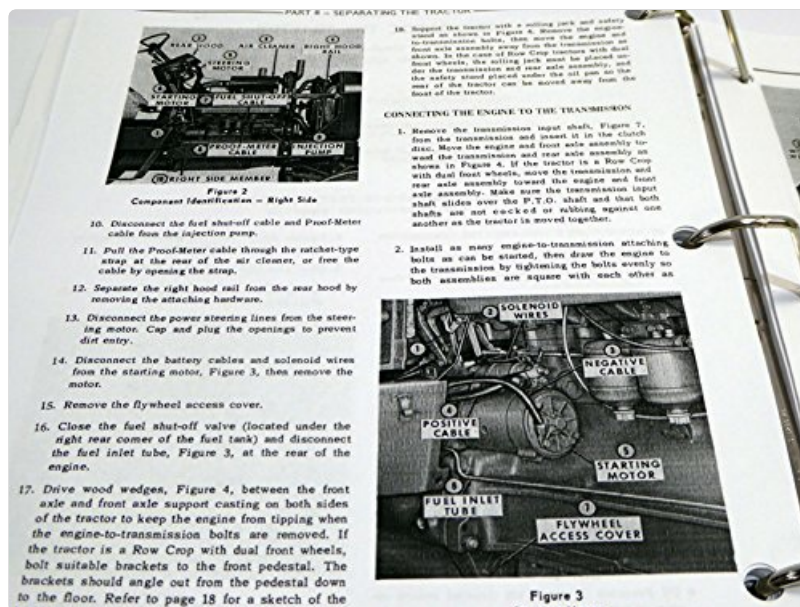 PART 8 — SEPARATING THE TRACTOR
REAR HOOD
AIR CLEANER
RIGHT HOOD RAIL
STEERING MOTOR
STARTING MOTOR
FUEL SHUT-OFF CABLE
PROOF-METER CABLE
INJECTION PUMP
RIGHT SIDE MEMBER
Figure 2
Component Identification — Right Side
10. Disconnect the fuel shut-off cable and Proof-Meter
cable from the injection pump.
11. Pull the Proof-Meter cable through the ratchet-type
strap at the rear of the air cleaner, or free the
cable by opening the strap.
12. Separate the right hood rail from the rear hood by
removing the attaching hardware.
13. Disconnect the power steering lines from the steer-
ing motor. Cap and plug the openings to prevent
dirt entry.
14. Disconnect the battery cables and solenoid wires
from the starting motor, Figure 3, then remove the
motor.
15. Remove the flywheel access cover.
16. Close the fuel shut-off valve (located under the
right rear corner of the fuel tank) and disconnect
the fuel inlet tube, Figure 3, at the rear of the
engine.
17. Drive wood wedges, Figure 4, between the front
axle and front axle support casting on both sides
of the tractor to keep the engine from tipping when
the engine-to-transmission bolts are removed. If
the tractor is a Row Crop with dual front wheels,
bolt suitable brackets to the front pedestal. The
brackets should angle out from the pedestal down
to the floor. Refer to page 18 for a sketch of the
18. Support the tractor with a rolling jack and safety
stand as shown in Figure 4. Remove the engine-
to-transmission bolts, then move the engine and
front axle assembly away from the transmission as
shown. In the case of Row Crop tractors with dual
front wheels, the rolling jack must be placed un-
der the transmission and rear axle assembly, and
the safety stand placed under the oil pan so the
rear of the tractor can be moved away from the
front of the tractor.
CONNECTING THE ENGINE TO THE TRANSMISSION
1. Remove the transmission input shaft, Figure 7,
from the transmission and insert it in the clutch
disc. Move the engine and front axle assembly to-
ward the transmission and rear axle assembly as
shown in Figure 4. If the tractor is a Row Crop
with dual front wheels, move the transmission and
rear axle assembly toward the engine and front
axle assembly. Make sure the transmission input
shaft slides over the P.T.O. shaft and that both
shafts are not cocked or rubbing against one
another as the tractor is moved together.
2. Install as many engine-to-transmission attaching
bolts as can be started, then draw the engine to
the transmission by tightening the bolts evenly so
both assemblies are square with each other as
1
2 SOLENOID
WIRES
3
NEGATIVE
CABLE
4
POSITIVE
CABLE
5
STARTING
MOTOR
6
FUEL INLET
TUBE
7
FLYWHEEL
ACCESS COVER
Figure 3